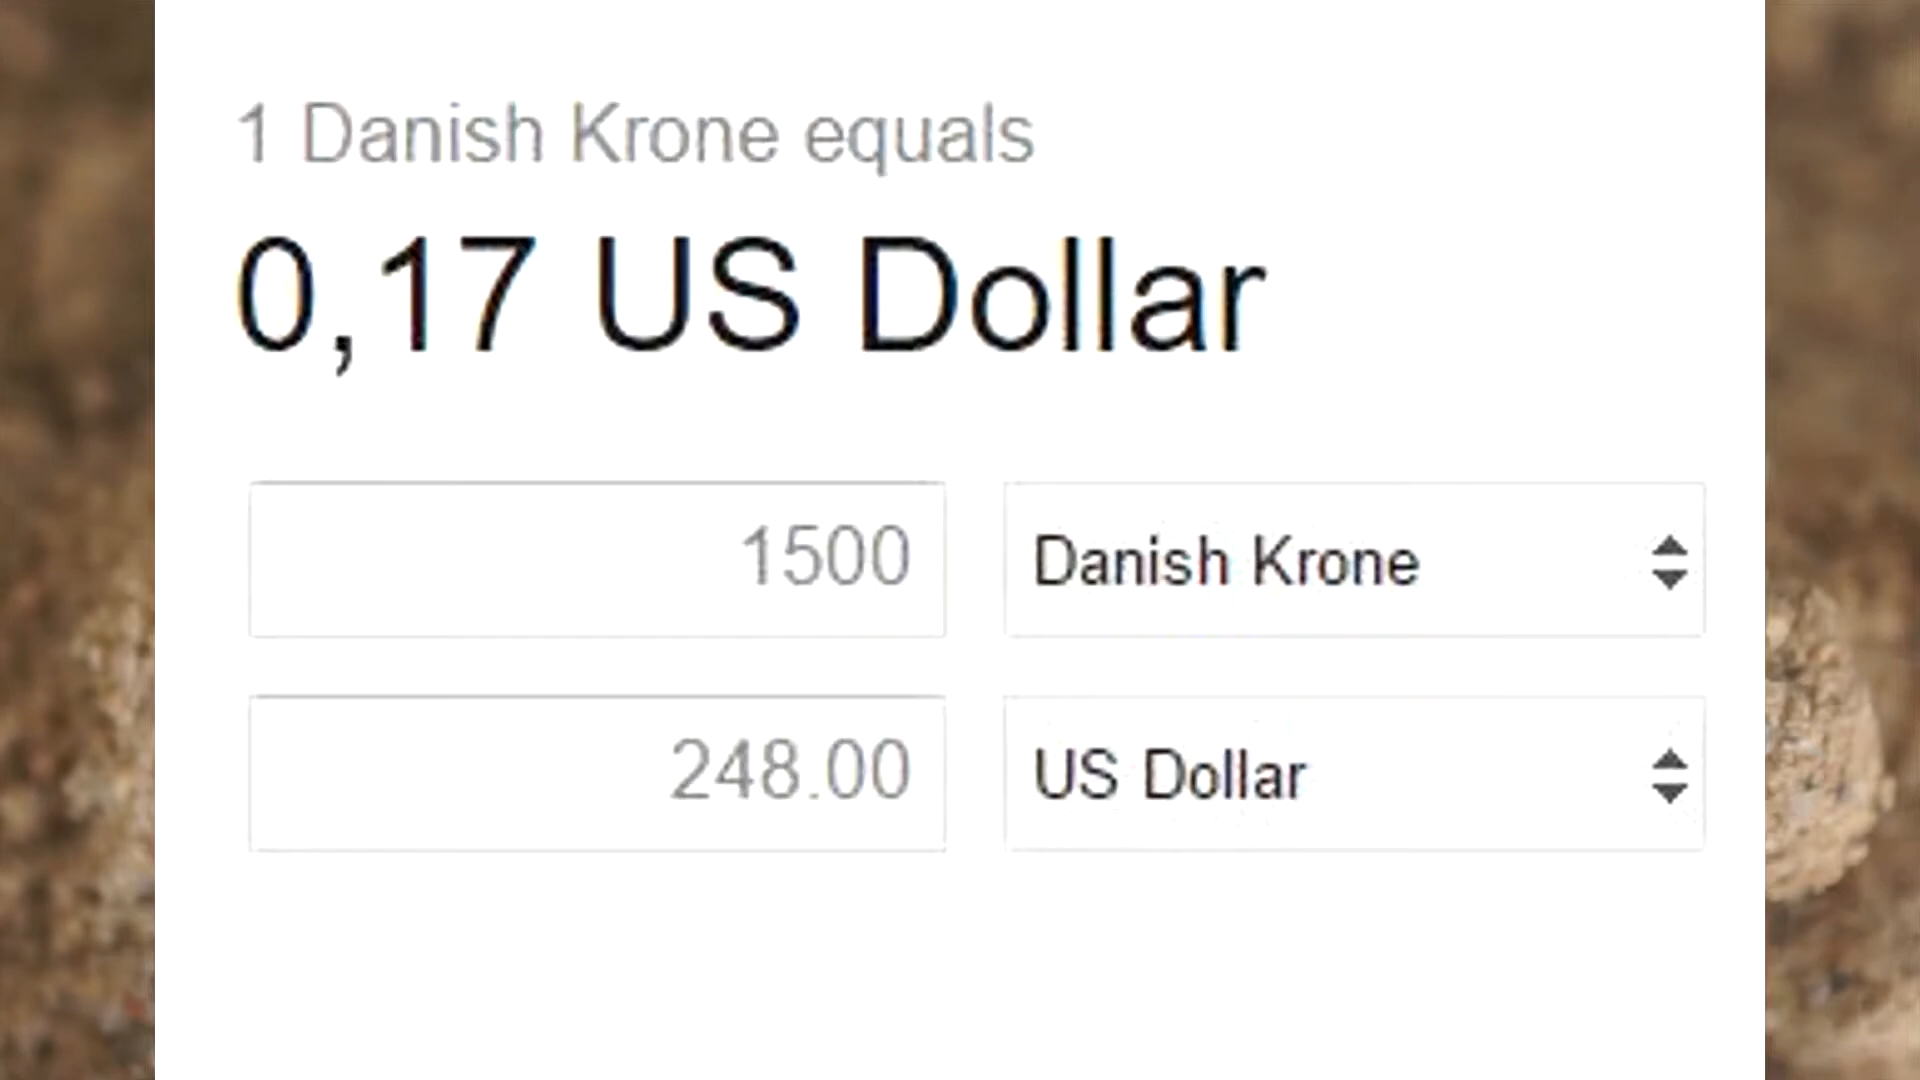 1 Danish Krone equals
0,17 US Dollar
1500 Danish Krone
248.00 US Dollar